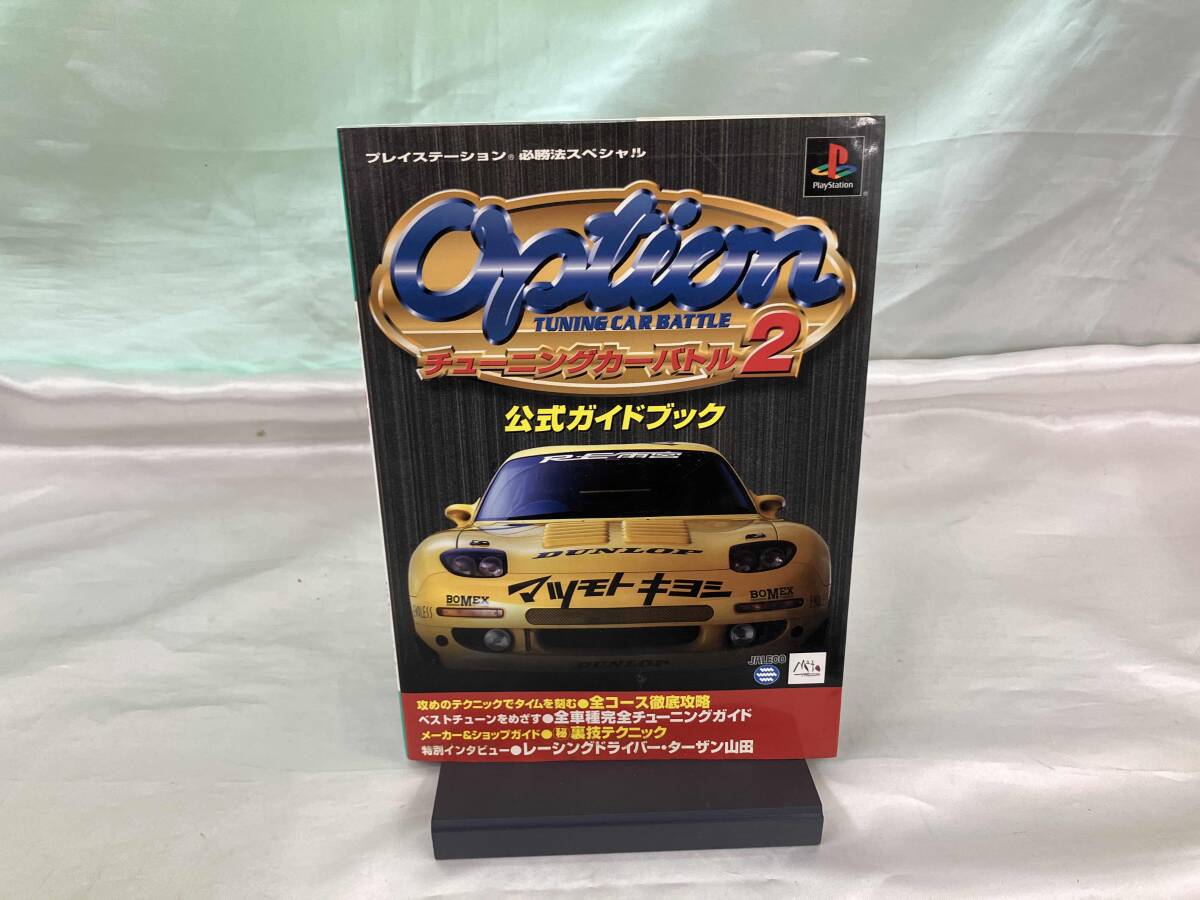 プレイステーション® 必勝法スペシャル
PlayStation
Option
TUNING CAR BATTLE
チューニングカーバトル2
公式ガイドブック
R・E雨宮
DUNLOP
マツモトキヨシ
BOMEX
BOMEX
ENDLESS
ENDLESS
DUNLOP
JALECO
攻めのテクニックでタイムを刻む●全コース徹底攻略
ベストチューンをめざす●全車種完全チューニングガイド
メーカー&ショップガイド●㊙裏技テクニック
特別インタビュー●レーシングドライバー・ターザン山田